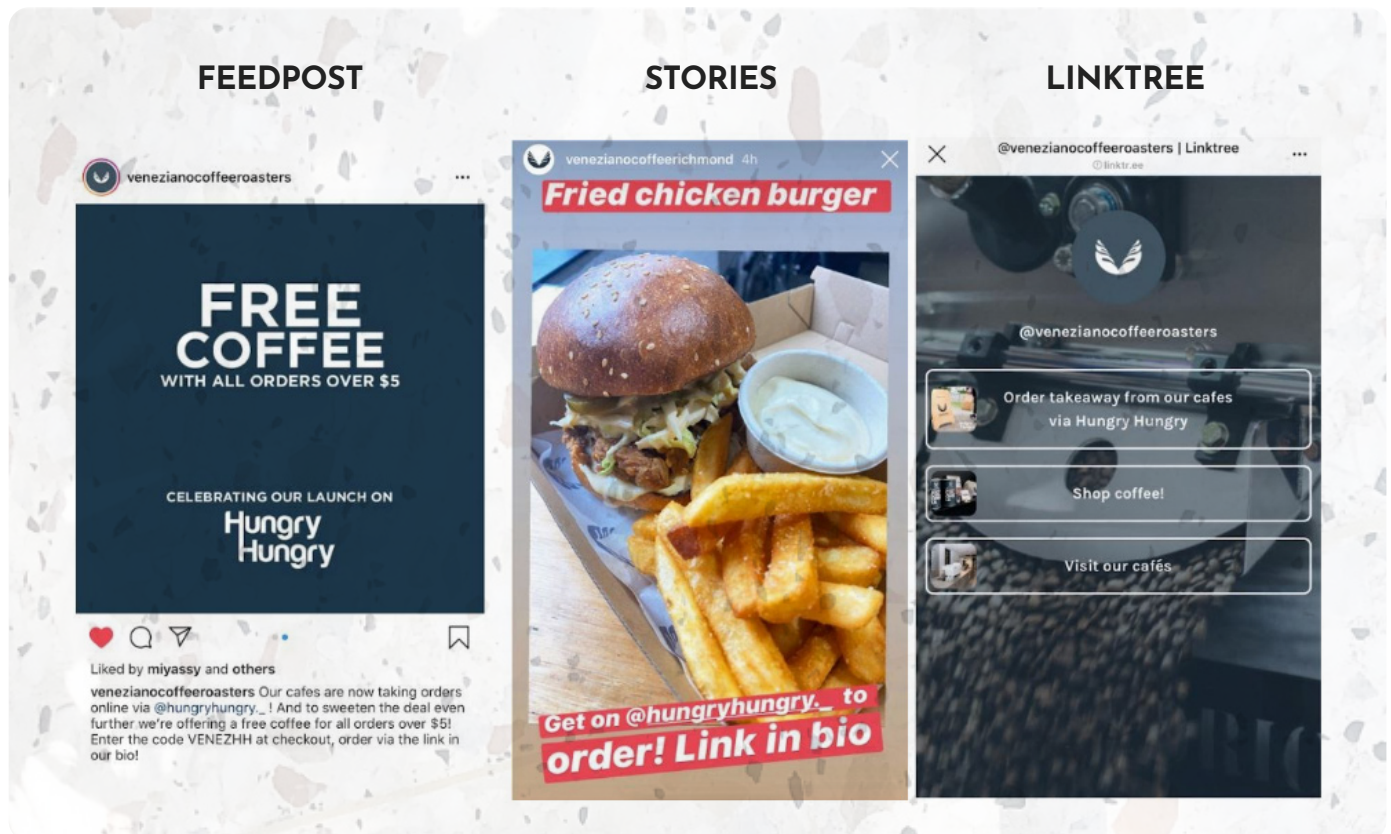 FEEDPOST
STORIES
LINKTREE
venezianocoffeeroasters
FREE
COFFEE
WITH ALL ORDERS OVER $5
CELEBRATING OUR LAUNCH ON
Hungry
Hungry
Liked by miyassy and others
venezianocoffeeroasters Our cafes are now taking orders
online via @hungryhungry._ ! And to sweeten the deal even
further we're offering a free coffee for all orders over $5!
Enter the code VENEZHH at checkout, order via the link in
our bio!
venezianocoffeerichmond 4h
Fried chicken burger
Get on @hungryhungry._ to
order! Link in bio
@venezianocoffeeroasters | Linktree
linktr.ee
@venezianocoffeeroasters
Order takeaway from our cafes
via Hungry Hungry
Shop coffee!
Visit our cafés